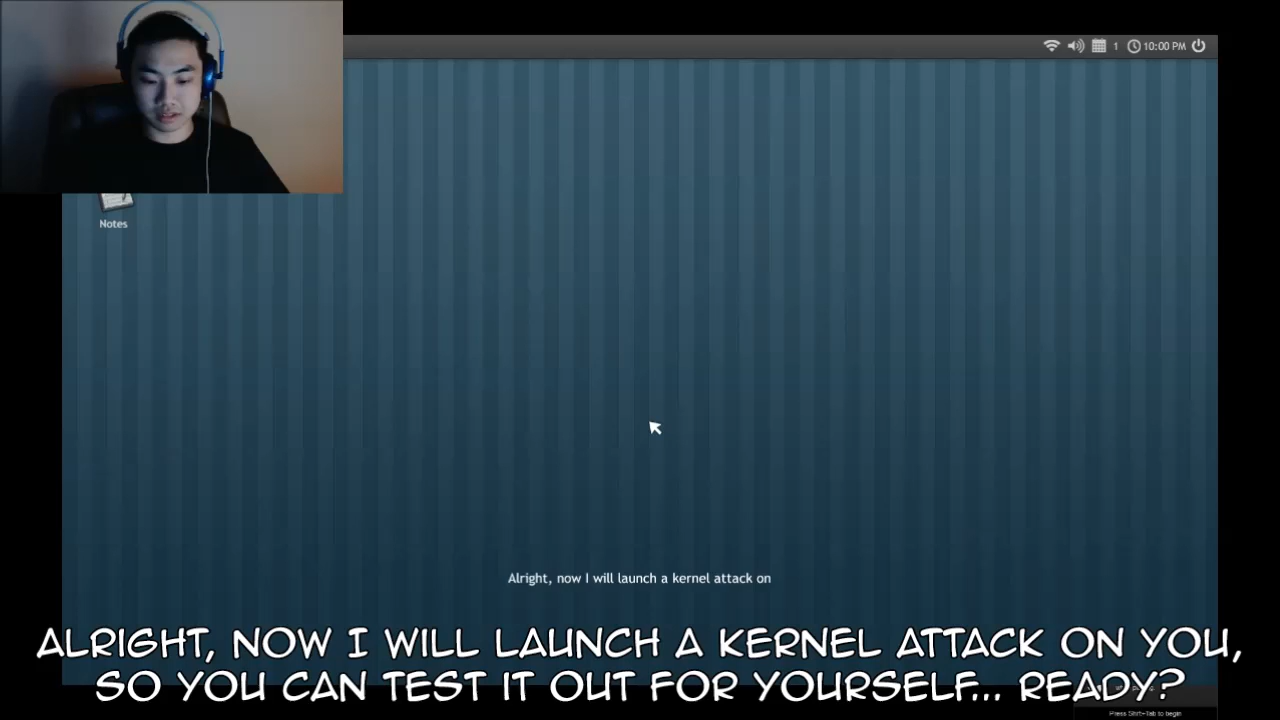 1 10:00 PM
Notes
Alright, now I will launch a kernel attack on
ALRIGHT, NOW I WILL LAUNCH A KERNEL ATTACK ON YOU,
SO YOU CAN TEST IT OUT FOR YOURSELF... READY?
Press Shift+Tab to begin